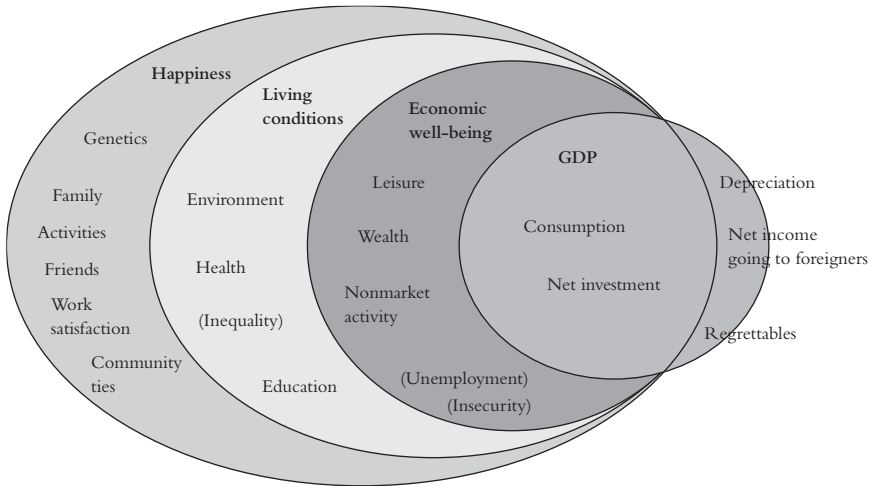 Happiness
Genetics
Family
Activities
Friends
Work
satisfaction
Community
ties
Living
conditions
Environment
Health
(Inequality)
Education
Economic
well-being
Leisure
Wealth
Nonmarket
activity
(Unemployment)
(Insecurity)
GDP
Consumption
Net investment
Depreciation
Net income
going to foreigners
Regrettables